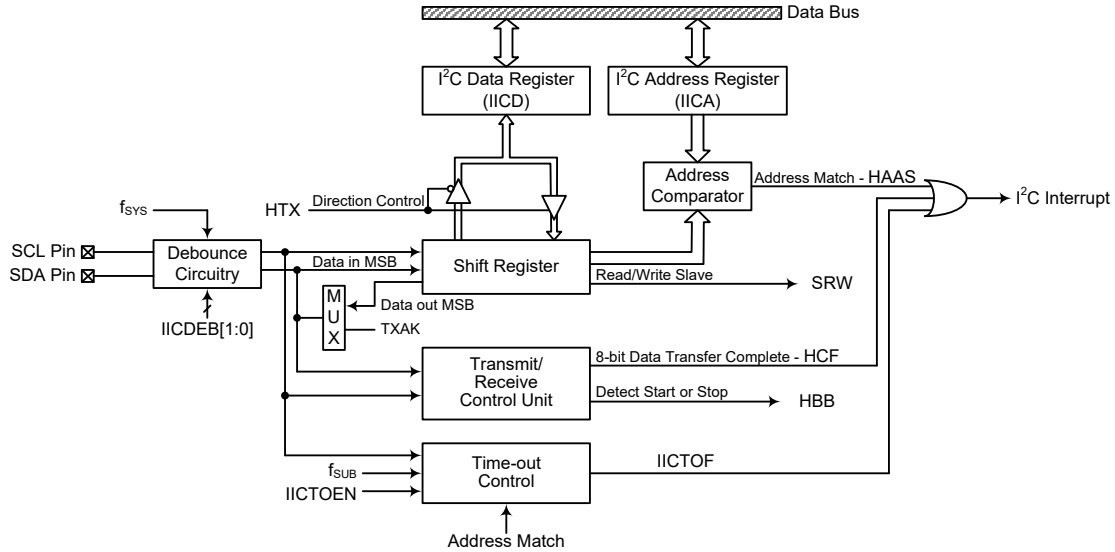 Data Bus
I²C Data Register
(IICD)
I²C Address Register
(IICA)
Address
Comparator
Address Match - HAAS
I²C Interrupt
HTX
Direction Control
fSYS
SCL Pin
SDA Pin
Debounce
Circuitry
IICDEB[1:0]
Data in MSB
Shift Register
Read/Write Slave
SRW
M
U
X
Data out MSB
TXAK
Transmit/
Receive
Control Unit
8-bit Data Transfer Complete - HCF
Detect Start or Stop
HBB
fSUB
IICTOEN
Time-out
Control
IICTOF
Address Match